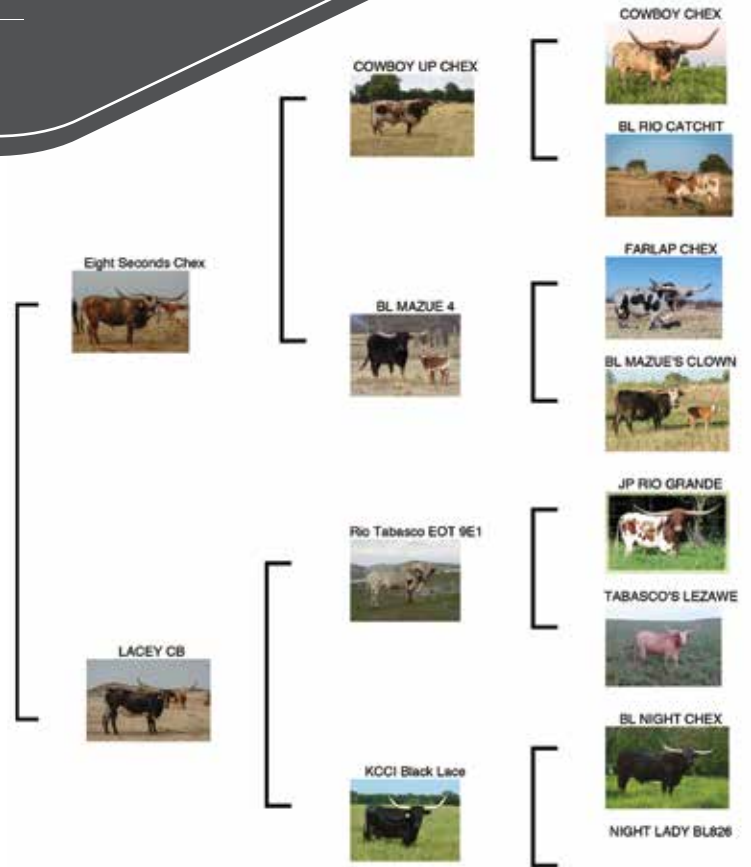 COWBOY CHEX
COWBOY UP CHEX
BL RIO CATCHIT
Eight Seconds Chex
FARLAP CHEX
BL MAZUE 4
BL MAZUE'S CLOWN
JP RIO GRANDE
Rio Tabasco EOT 9E1
TABASCO'S LEZAWE
LACEY CB
BL NIGHT CHEX
KCCI Black Lace
NIGHT LADY BL826